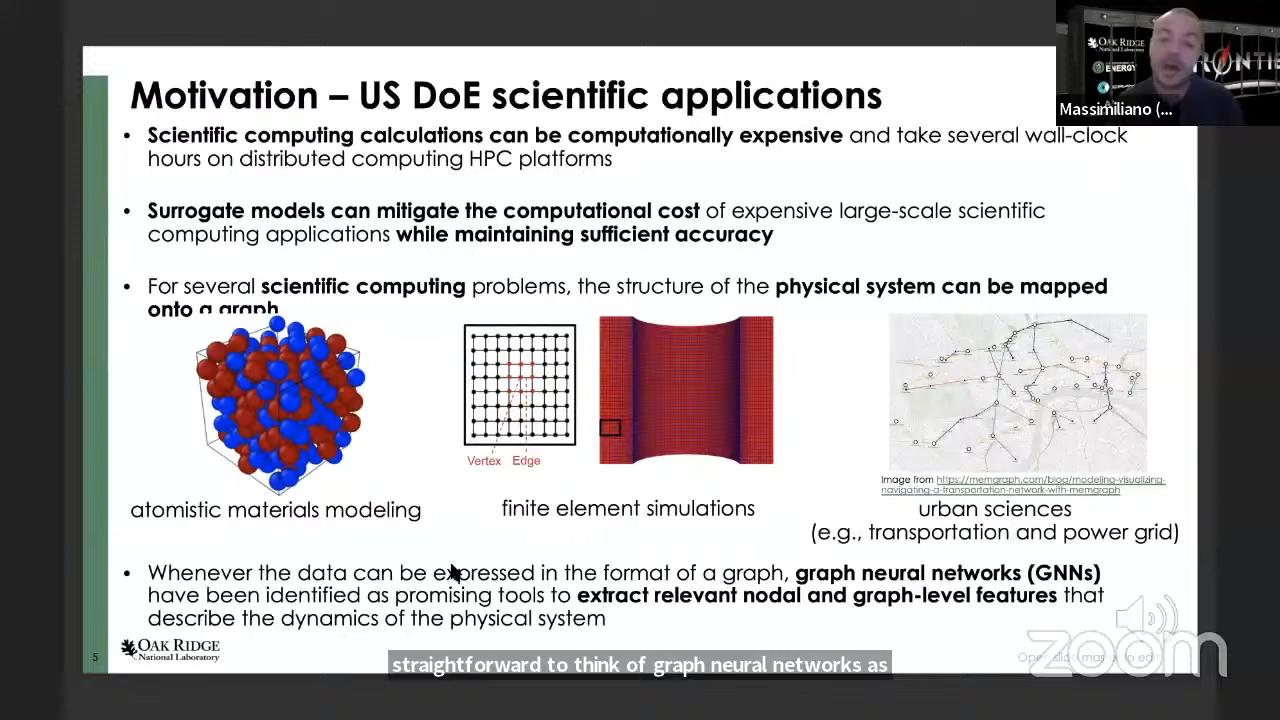 Motivation – US DoE scientific applications
• Scientific computing calculations can be computationally expensive and take several wall-clock
hours on distributed computing HPC platforms
• Surrogate models can mitigate the computational cost of expensive large-scale scientific
computing applications while maintaining sufficient accuracy
• For several scientific computing problems, the structure of the physical system can be mapped
onto a graph
Vertex Edge
atomistic materials modeling
finite element simulations
Image from https://memgraph.com/blog/modeling-visualizing-
navigating-a-transportation-network-with-memgraph
urban sciences
(e.g., transportation and power grid)
• Whenever the data can be expressed in the format of a graph, graph neural networks (GNNs)
have been identified as promising tools to extract relevant nodal and graph-level features that
describe the dynamics of the physical system
5
OAK RIDGE
National Laboratory
straightforward to think of graph neural networks as
zoom
OAK RIDGE
National Laboratory
ENERGY
Massimiliano (...